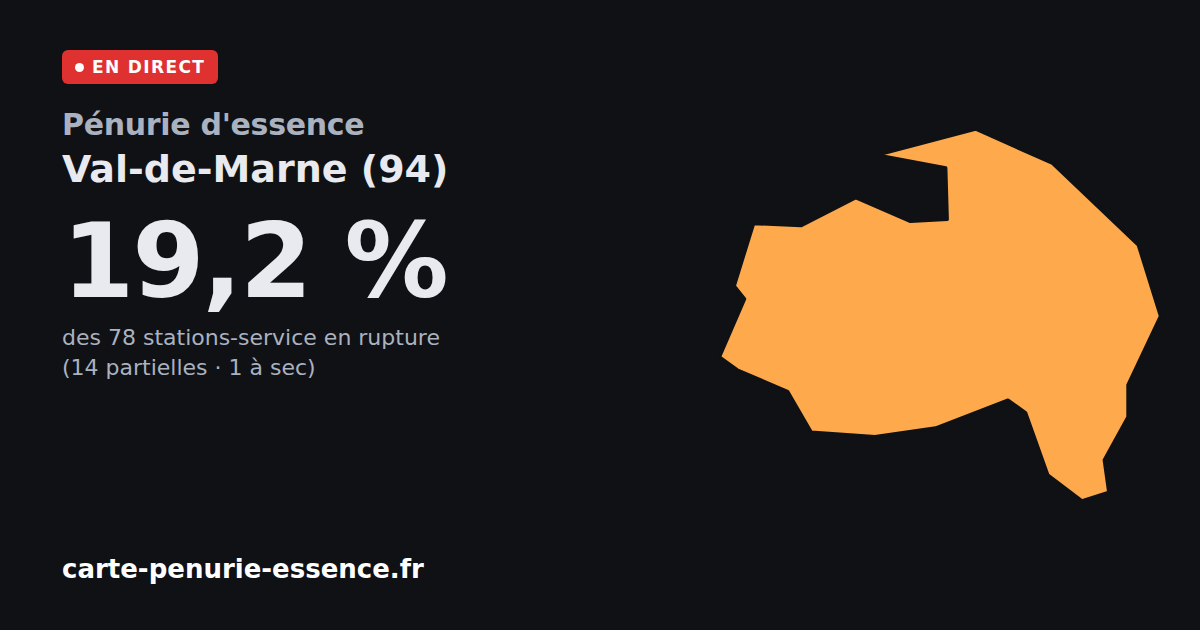 EN DIRECT
Pénurie d'essence
Val-de-Marne (94)
19,2 %
des 78 stations-service en rupture
(14 partielles · 1 à sec)
carte-penurie-essence.fr